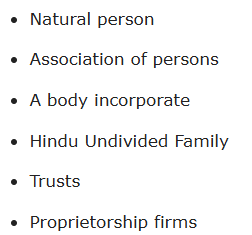 • Natural person
• Association of persons
• A body incorporate
• Hindu Undivided Family
• Trusts
• Proprietorship firms